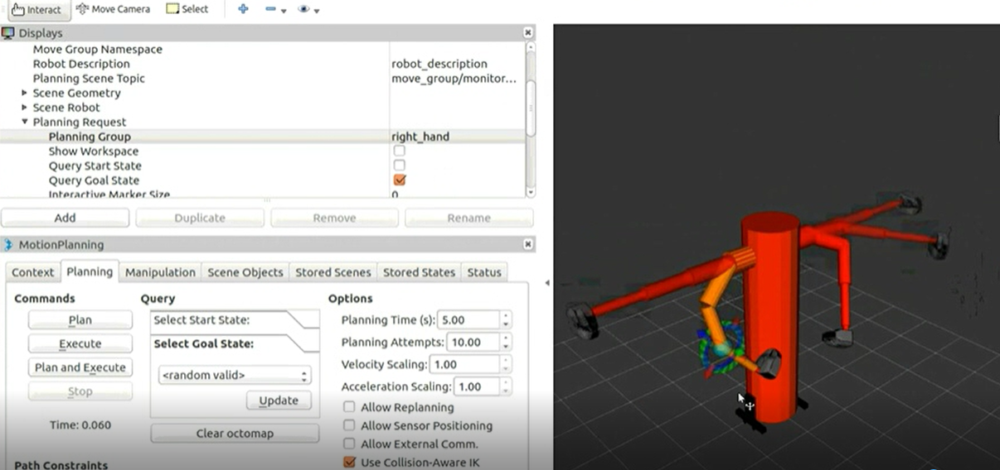 Interact Move Camera Select
Displays
Move Group Namespace
Robot Description robot_description
Planning Scene Topic move_group/monitor...
Scene Geometry
Scene Robot
Planning Request
Planning Group right_hand
Show Workspace
Query Start State
Query Goal State
Interactive Marker Size 0
Add Duplicate Remove Rename
MotionPlanning
Context Planning Manipulation Scene Objects Stored Scenes Stored States Status
Commands
Plan
Execute
Plan and Execute
Stop
Time: 0.060
Path Constraints
Query
Select Start State:
Select Goal State:
<random valid>
Update
Clear octomap
Options
Planning Time (s): 5.00
Planning Attempts: 10.00
Velocity Scaling: 1.00
Acceleration Scaling: 1.00
Allow Replanning
Allow Sensor Positioning
Allow External Comm.
Use Collision-Aware IK